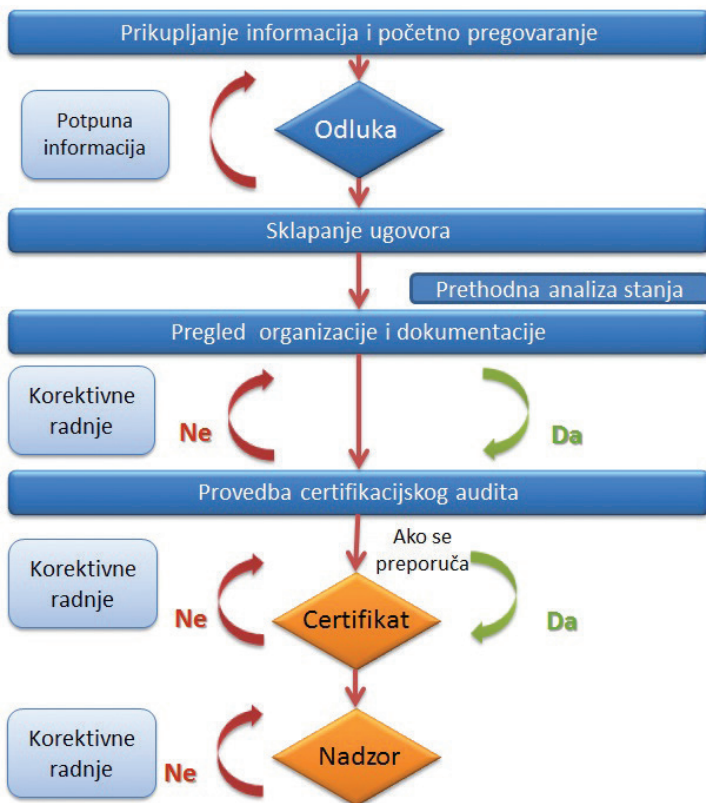 Prikupljanje informacija i početno pregovaranje
Potpuna
informacija
Odluka
Sklapanje ugovora
Prethodna analiza stanja
Pregled organizacije i dokumentacije
Korektivne
radnje
Ne
Da
Provedba certifikacijskog audita
Ako se
preporuča
Korektivne
radnje
Ne
Certifikat
Da
Korektivne
radnje
Ne
Nadzor